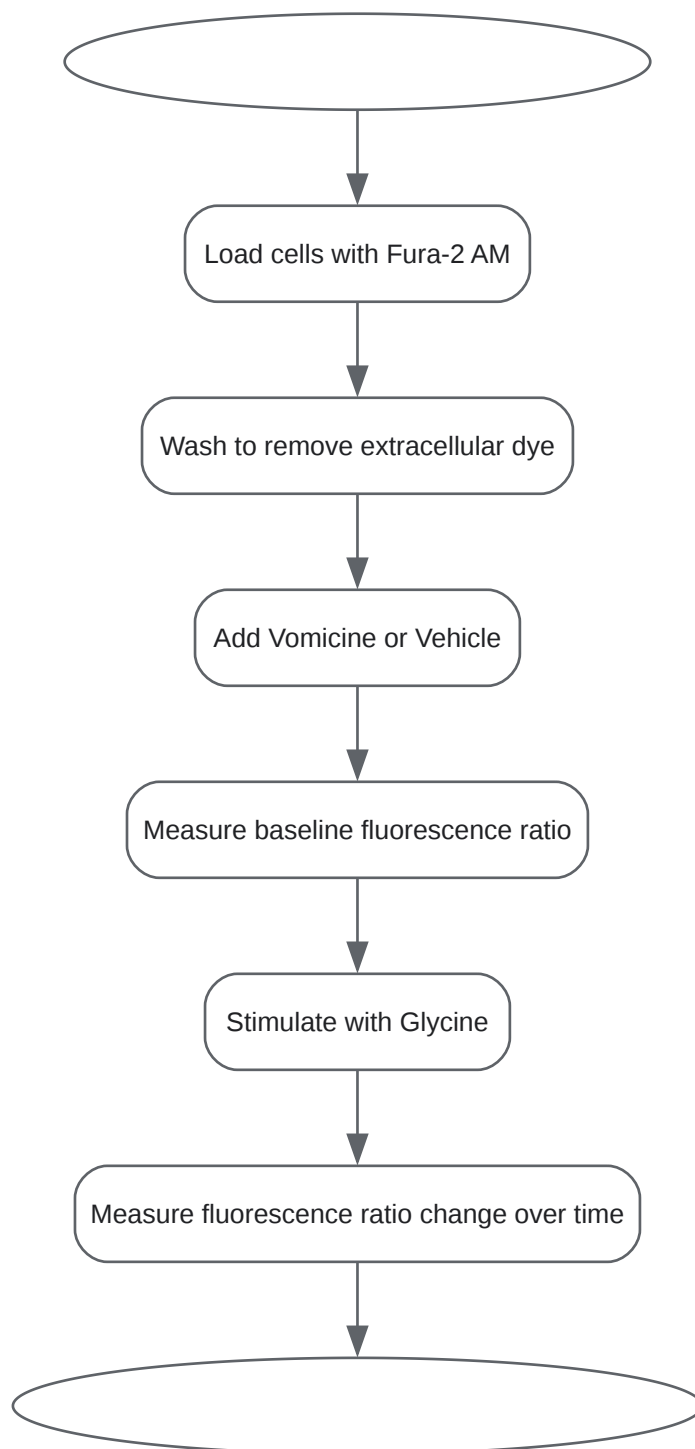 Load cells with Fura-2 AM
Wash to remove extracellular dye
Add Vomicine or Vehicle
Measure baseline fluorescence ratio
Stimulate with Glycine
Measure fluorescence ratio change over time